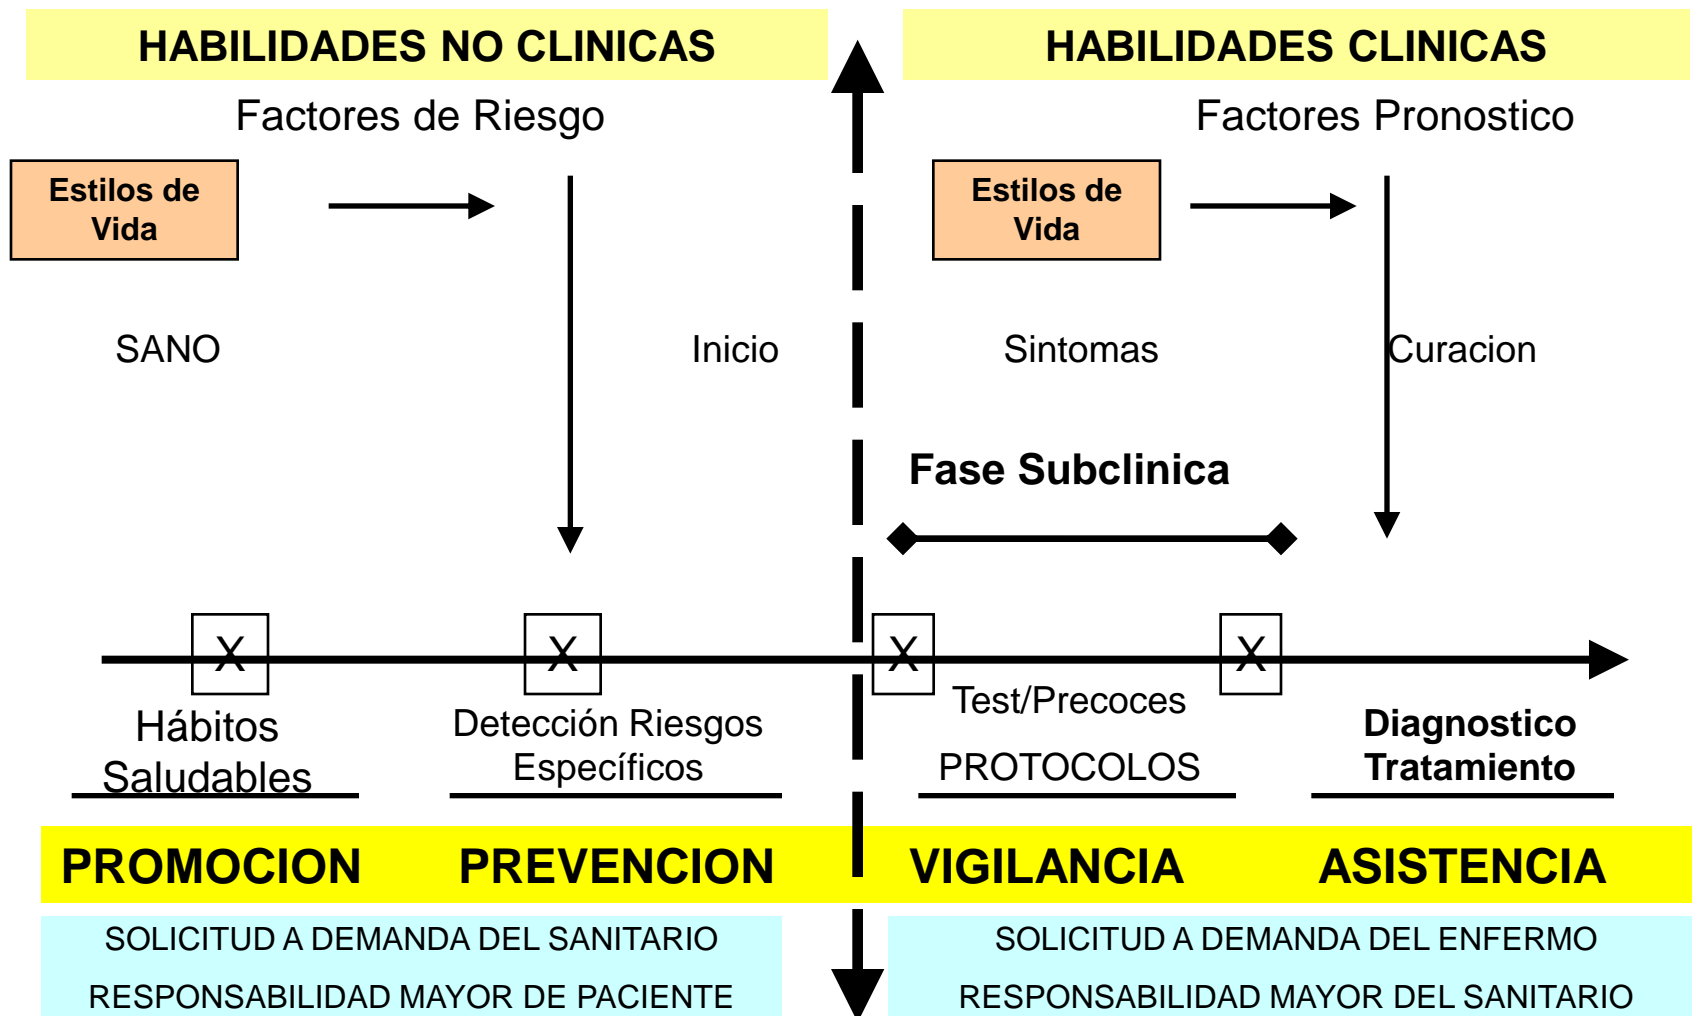 HABILIDADES NO CLINICAS
HABILIDADES CLINICAS
Factores de Riesgo
Factores Pronostico
Estilos de
Vida
Estilos de
Vida
SANO
Inicio
Sintomas
Curacion
Fase Subclinica
X
X
X
X
Hábitos
Saludables
Detección Riesgos
Específicos
Test/Precoces
PROTOCOLOS
Diagnostico
Tratamiento
PROMOCION
PREVENCION
VIGILANCIA
ASISTENCIA
SOLICITUD A DEMANDA DEL SANITARIO
RESPONSABILIDAD MAYOR DE PACIENTE
SOLICITUD A DEMANDA DEL ENFERMO
RESPONSABILIDAD MAYOR DEL SANITARIO